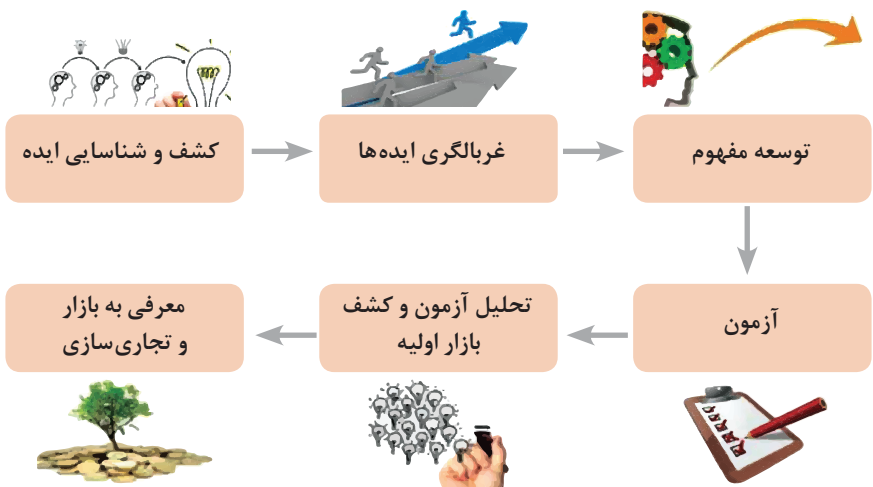 کشف و شناسایی ایده
غربالگری ایده‌ها
توسعه مفهوم
آزمون
تحلیل آزمون و کشف
بازار اولیه
معرفی به بازار
و تجاری‌سازی